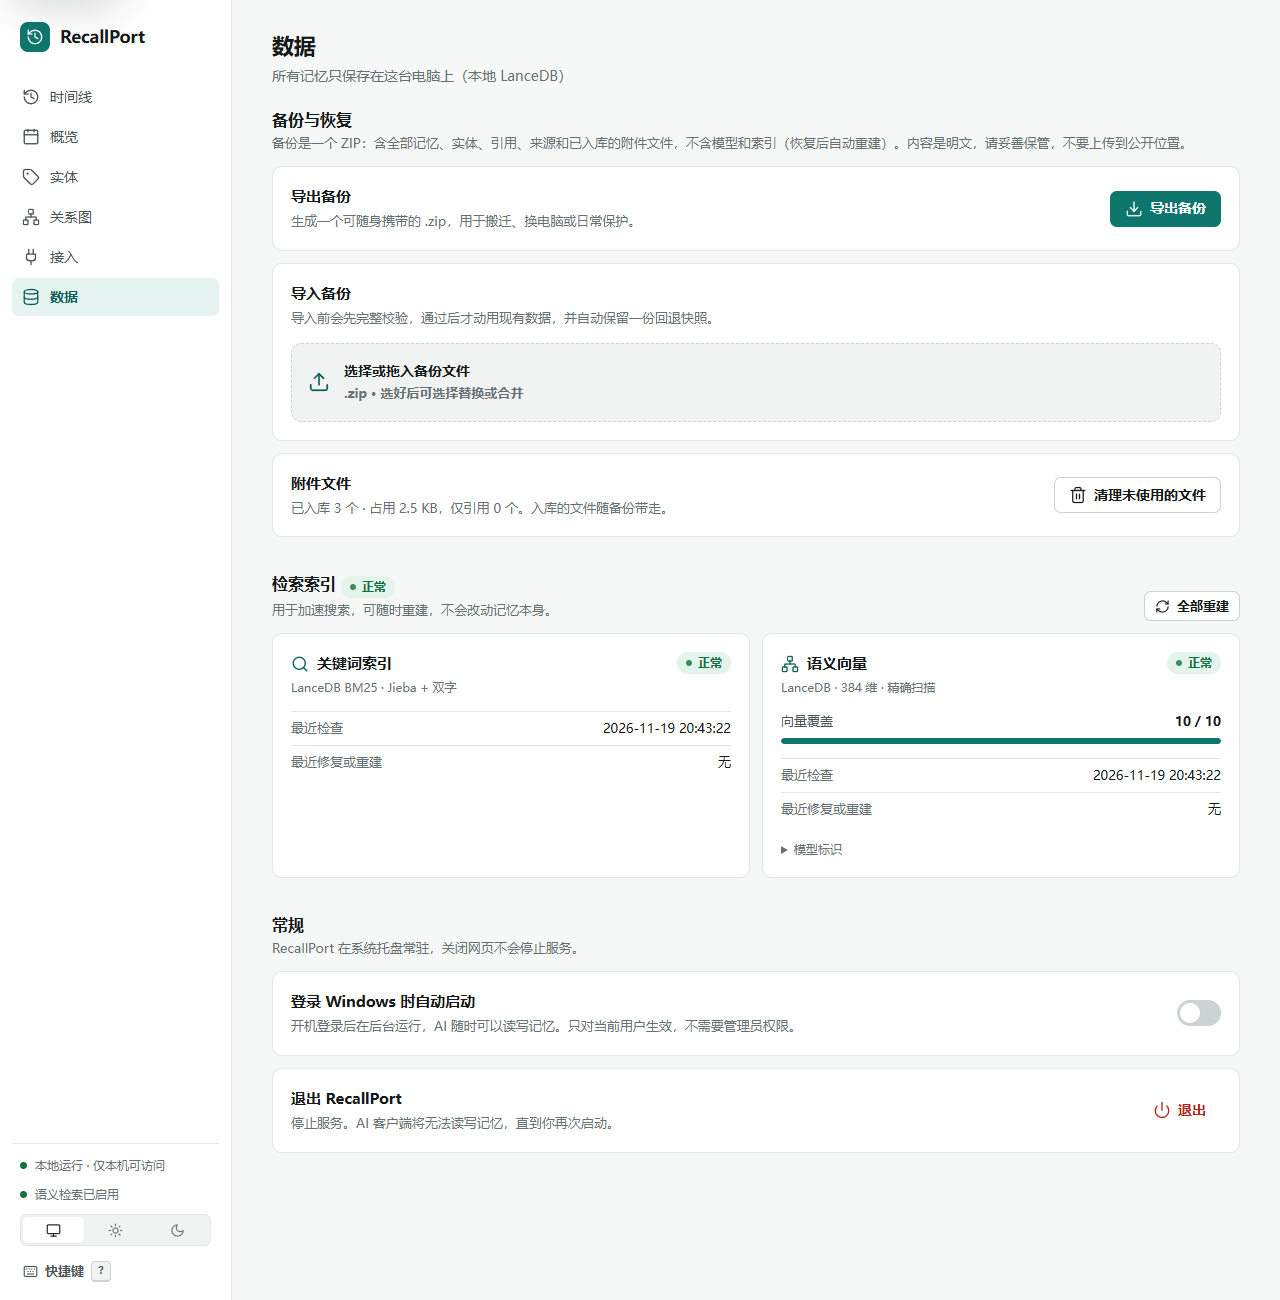 RecallPort
时间线
概览
实体
关系图
接入
数据
本地运行 · 仅本机可访问
语义检索已启用
快捷键 ?
数据
所有记忆只保存在这台电脑上（本地 LanceDB）
备份与恢复
备份是一个 ZIP：含全部记忆、实体、引用、来源和已入库的附件文件，不含模型和索引（恢复后自动重建）。内容是明文，请妥善保管，不要上传到公开位置。
导出备份
生成一个可随身携带的 .zip，用于搬迁、换电脑或日常保护。
导出备份
导入备份
导入前会先完整校验，通过后才动用现有数据，并自动保留一份回退快照。
选择或拖入备份文件
.zip • 选好后可选择替换或合并
附件文件
已入库 3 个 · 占用 2.5 KB，仅引用 0 个。入库的文件随备份带走。
清理未使用的文件
检索索引 正常
用于加速搜索，可随时重建，不会改动记忆本身。
全部重建
关键词索引 正常
LanceDB BM25 · Jieba + 双字
最近检查 2026-11-19 20:43:22
最近修复或重建 无
语义向量 正常
LanceDB · 384 维 · 精确扫描
向量覆盖 10 / 10
最近检查 2026-11-19 20:43:22
最近修复或重建 无
模型标识
常规
RecallPort 在系统托盘常驻，关闭网页不会停止服务。
登录 Windows 时自动启动
开机登录后在后台运行，AI 随时可以读写记忆。只对当前用户生效，不需要管理员权限。
退出 RecallPort
停止服务。AI 客户端将无法读写记忆，直到你再次启动。
退出